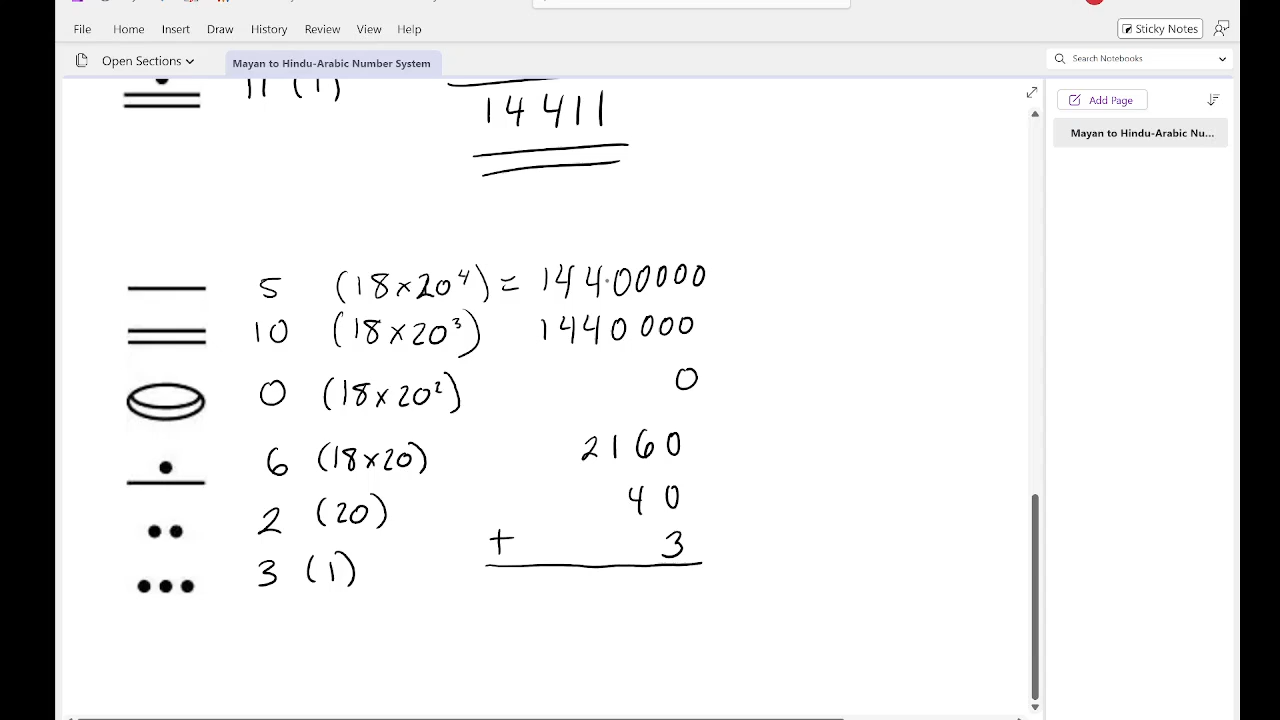 File Home Insert Draw History Review View Help Sticky Notes
Open Sections Mayan to Hindu-Arabic Number System Search Notebooks
Add Page
Mayan to Hindu-Arabic Nu...
11 (1)
14411
5 (18×20⁴) = 144·00000
10 (18×20³) 1440000
0 (18×20²) 0
6 (18×20) 2160
2 (20) 40
3 (1) + 3